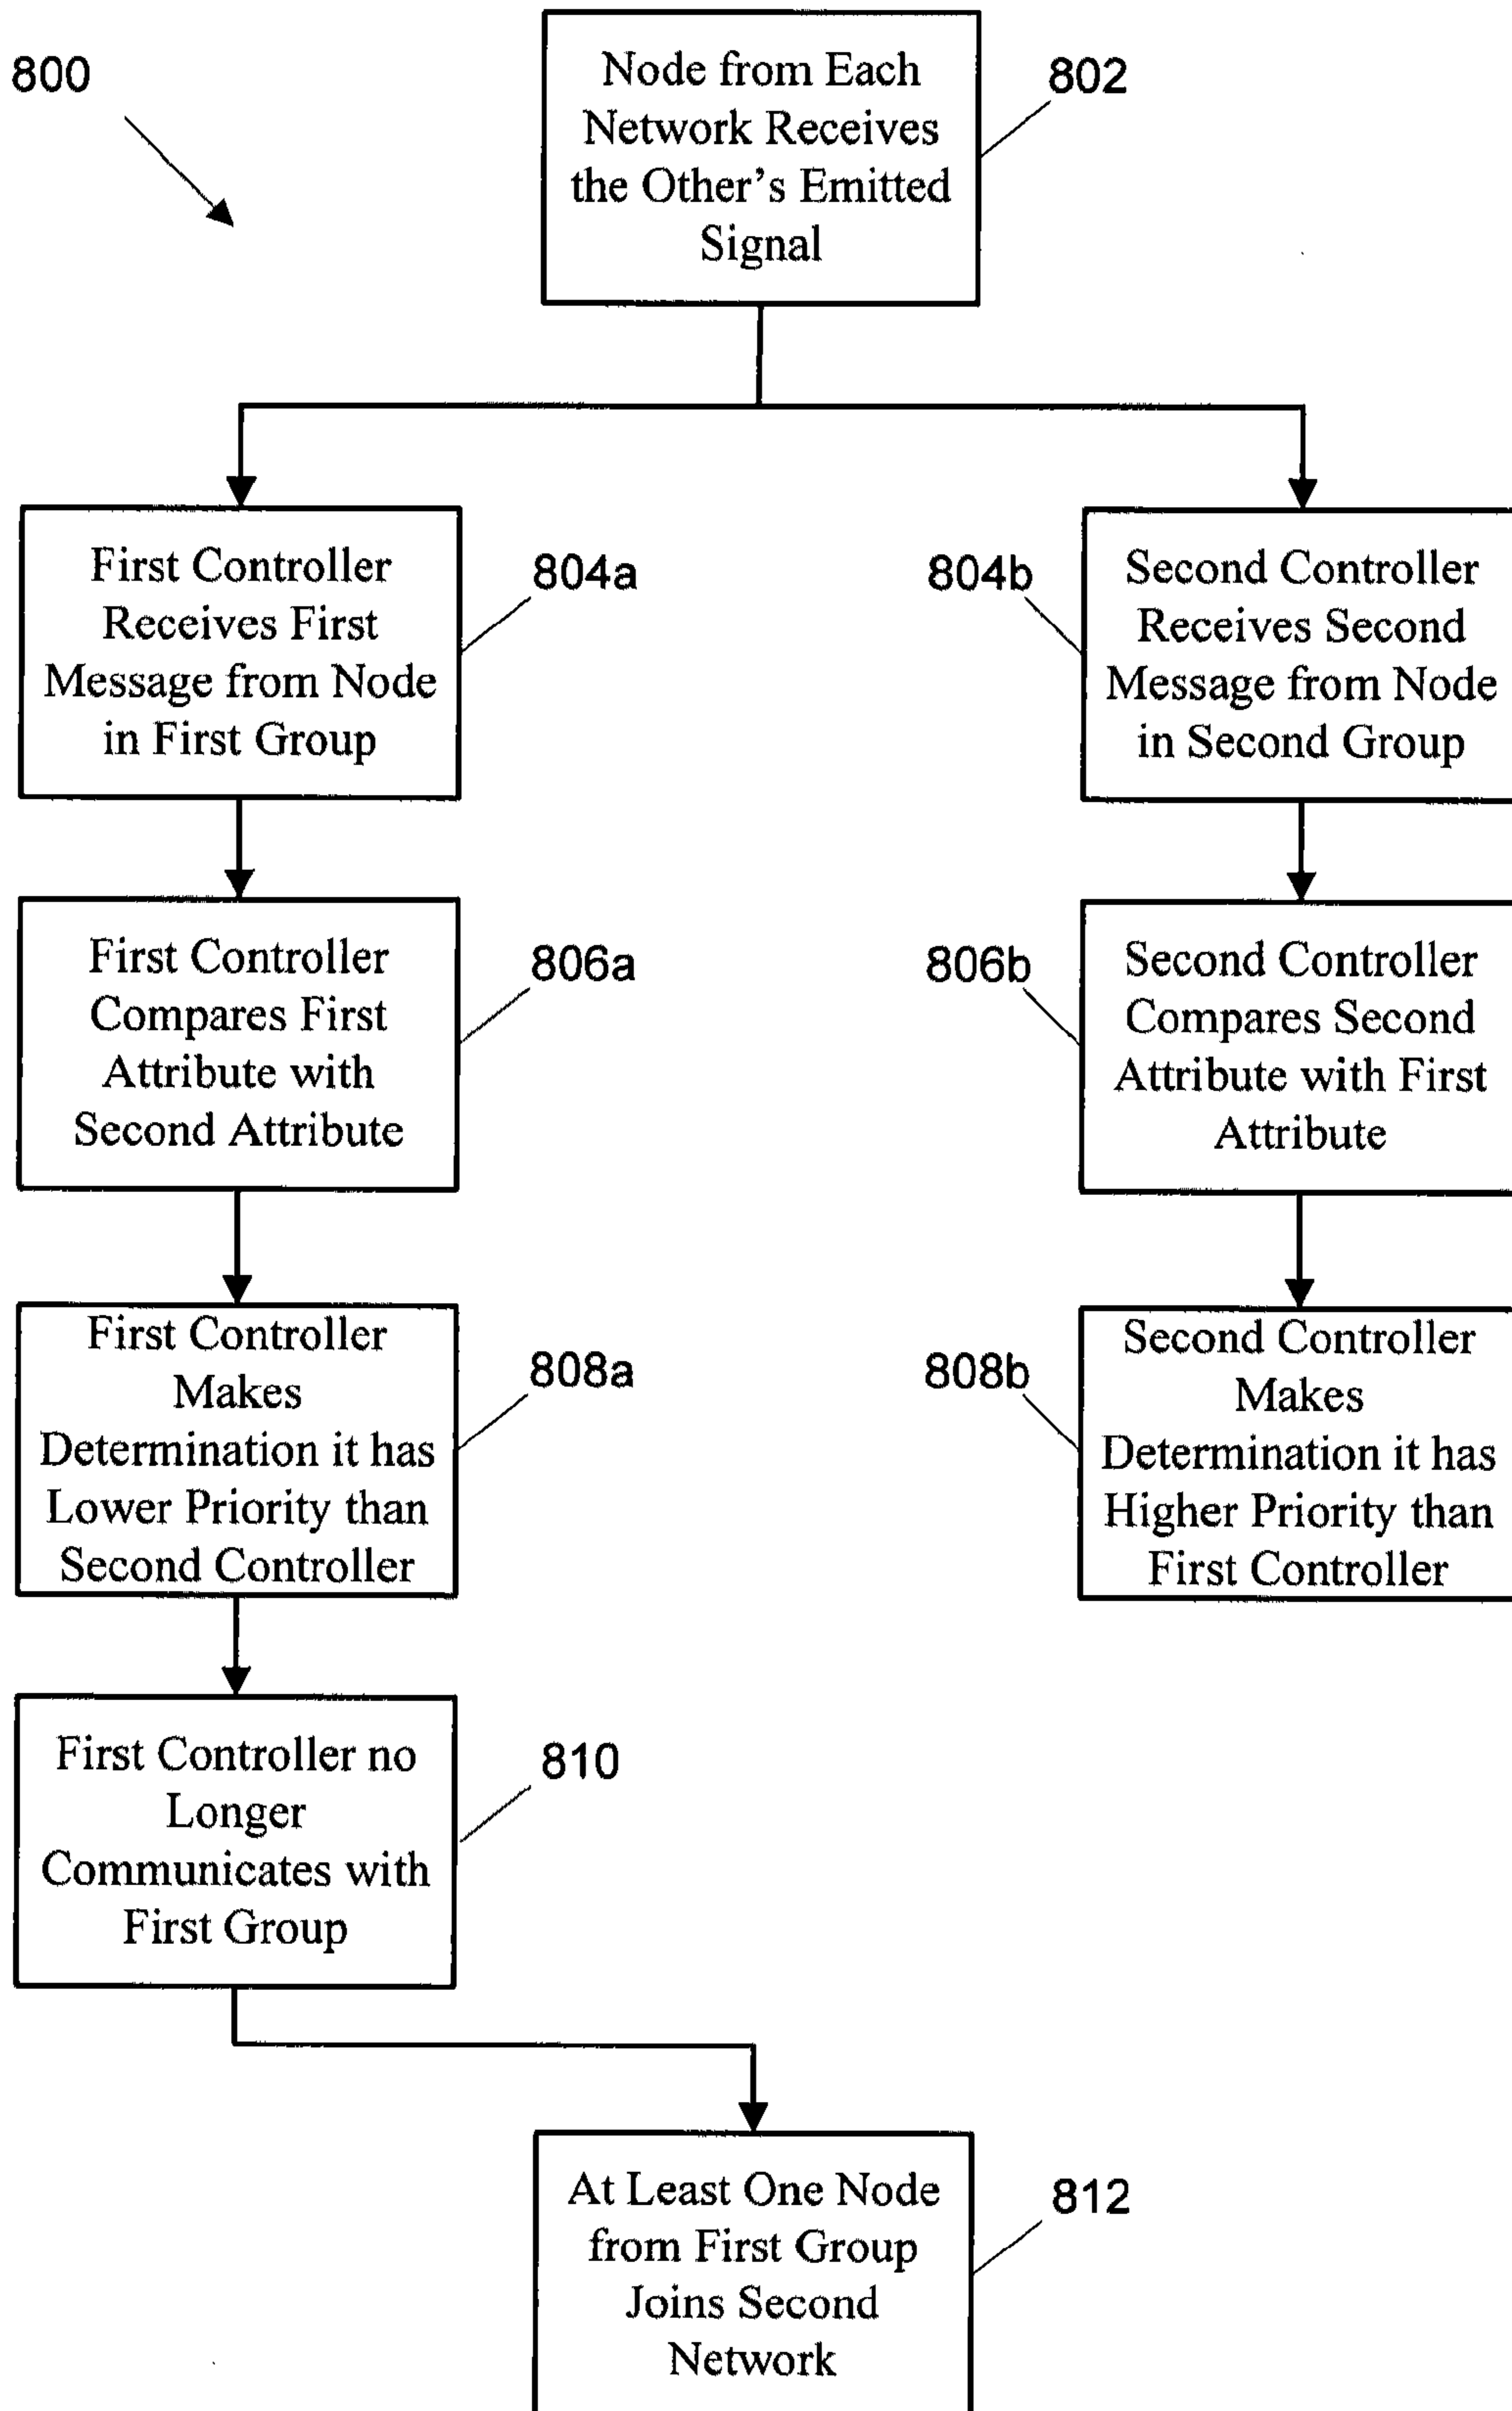 800
Node from Each
Network Receives
the Other's Emitted
Signal
802
First Controller
Receives First
Message from Node
in First Group
804a
804b
Second Controller
Receives Second
Message from Node
in Second Group
First Controller
Compares First
Attribute with
Second Attribute
806a
806b
Second Controller
Compares Second
Attribute with First
Attribute
First Controller
Makes
Determination it has
Lower Priority than
Second Controller
808a
808b
Second Controller
Makes
Determination it has
Higher Priority than
First Controller
First Controller no
Longer
Communicates with
First Group
810
At Least One Node
from First Group
Joins Second
Network
812